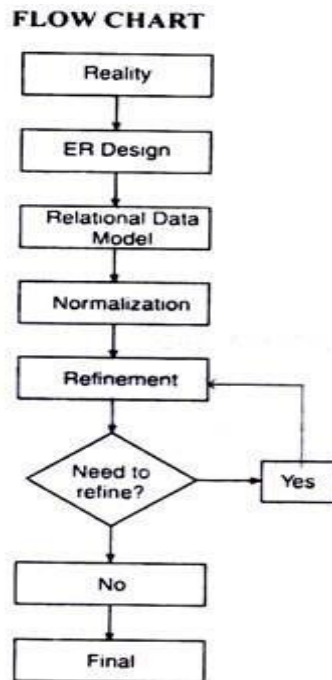 FLOW CHART
Reality
ER Design
Relational Data
Model
Normalization
Refinement
Need to
refine?
Yes
No
Final